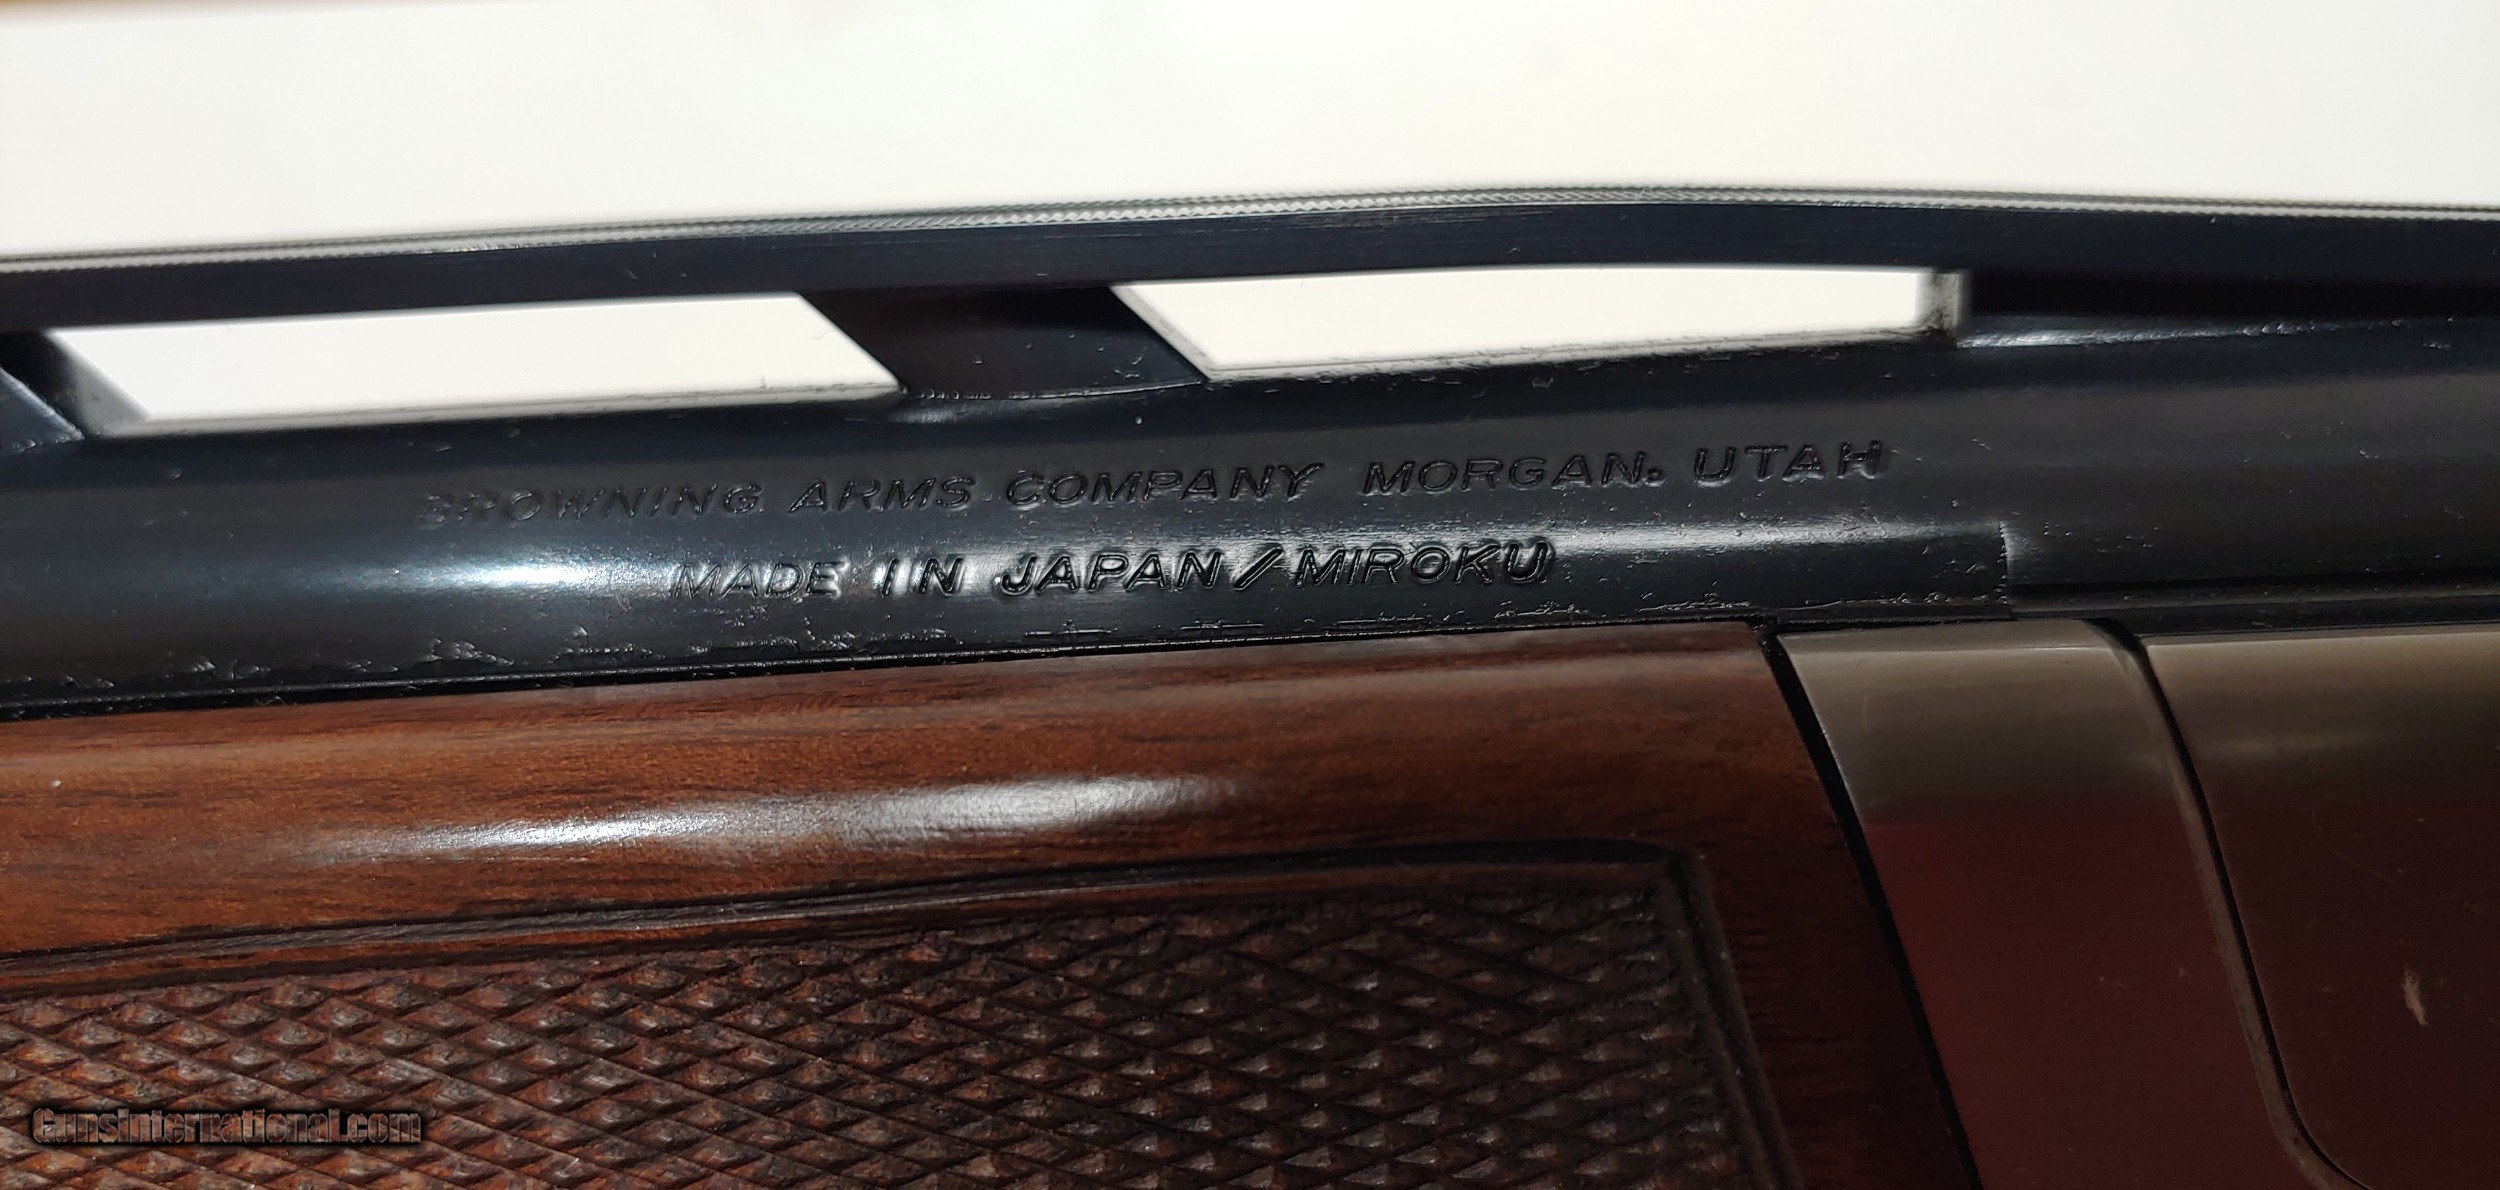 BROWNING ARMS COMPANY MORGAN. UTAH
MADE IN JAPAN/MIROKU
Gunsinternational.com